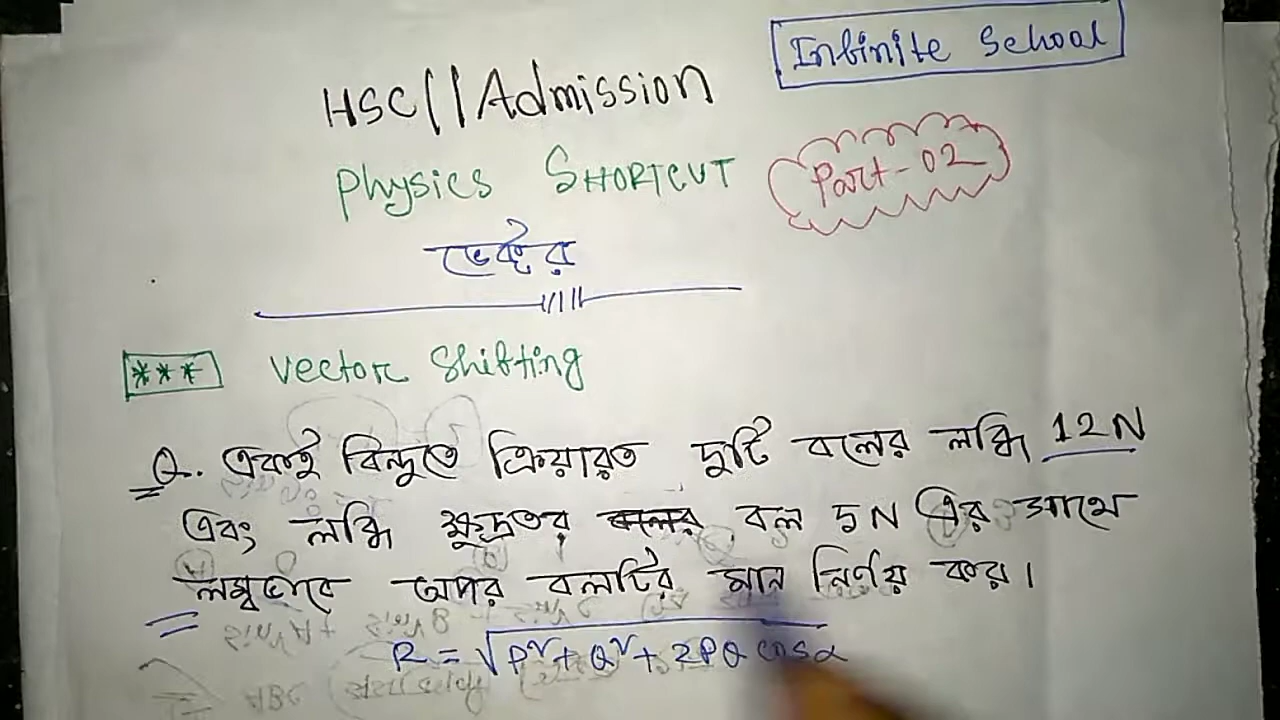 Infinite School
HSC//Admission
Physics SHORTCUT
Part-02
ভেক্টর
*** Vector Shifting
Q. একই বিন্দুতে ক্রিয়ারত দুটি বলের লব্ধি 12N
এবং লব্ধি ক্ষুদ্রতর বল 5N এর সাথে
লম্বভাবে অপর বলটির মান নির্ণয় কর।
R = √P² + Q² + 2PQ cosα